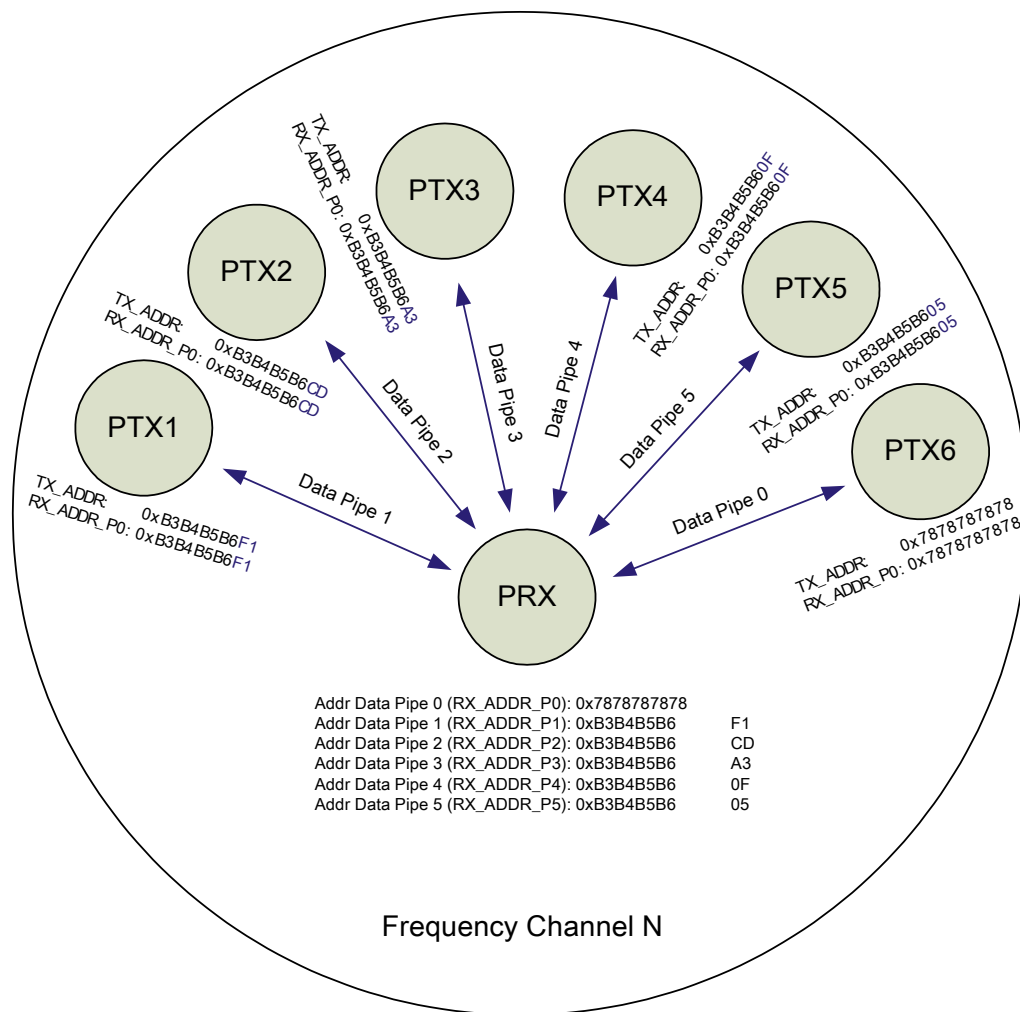 PTX3
PTX4
PTX2
PTX5
PTX1
PTX6
PRX
TX_ADDR: 0xB3B4B5B6A3
RX_ADDR_P0: 0xB3B4B5B6A3
TX_ADDR: 0xB3B4B5B60F
RX_ADDR_P0: 0xB3B4B5B60F
TX_ADDR: 0xB3B4B5B6CD
RX_ADDR_P0: 0xB3B4B5B6CD
TX_ADDR: 0xB3B4B5B605
RX_ADDR_P0: 0xB3B4B5B605
TX_ADDR: 0xB3B4B5B6F1
RX_ADDR_P0: 0xB3B4B5B6F1
TX_ADDR: 0x7878787878
RX_ADDR_P0: 0x7878787878
Data Pipe 1
Data Pipe 2
Data Pipe 3
Data Pipe 4
Data Pipe 5
Data Pipe 0
Addr Data Pipe 0 (RX_ADDR_P0): 0x7878787878
Addr Data Pipe 1 (RX_ADDR_P1): 0xB3B4B5B6 F1
Addr Data Pipe 2 (RX_ADDR_P2): 0xB3B4B5B6 CD
Addr Data Pipe 3 (RX_ADDR_P3): 0xB3B4B5B6 A3
Addr Data Pipe 4 (RX_ADDR_P4): 0xB3B4B5B6 0F
Addr Data Pipe 5 (RX_ADDR_P5): 0xB3B4B5B6 05
Frequency Channel N